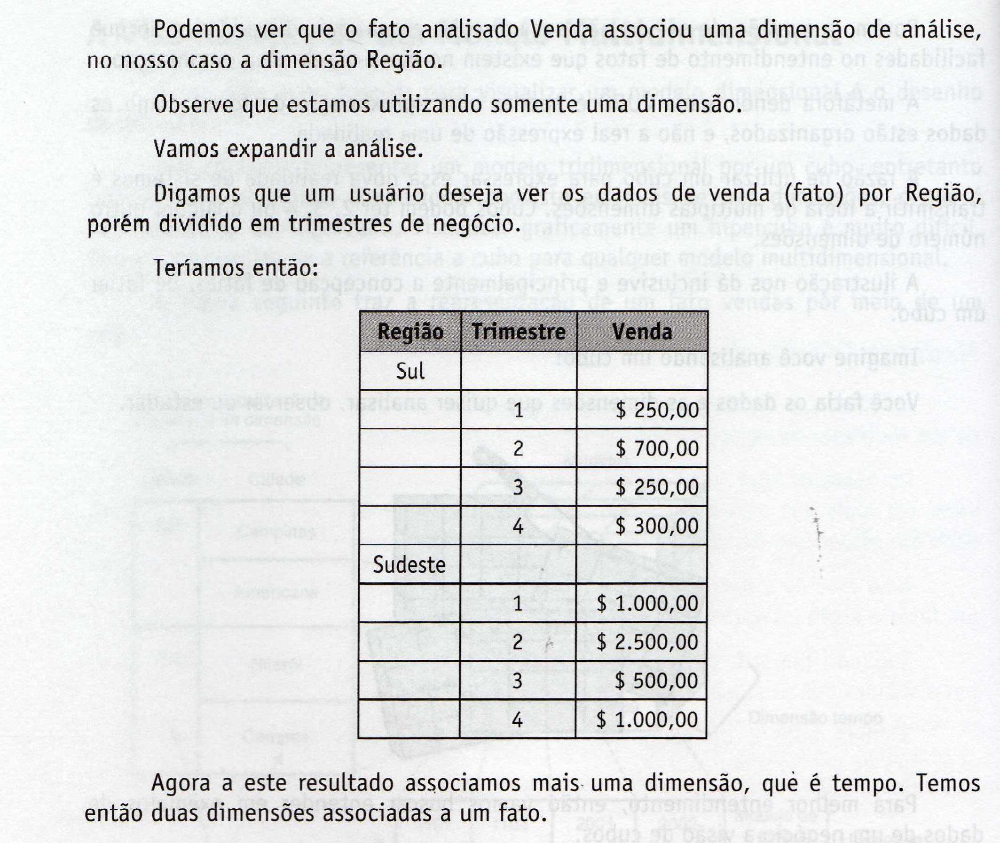 Podemos ver que o fato analisado Venda associou uma dimensão de análise,
no nosso caso a dimensão Região.
Observe que estamos utilizando somente uma dimensão.
Vamos expandir a análise.
Digamos que um usuário deseja ver os dados de venda (fato) por Região,
porém dividido em trimestres de negócio.
Teríamos então:
Região Trimestre Venda
Sul
1 $ 250,00
2 $ 700,00
3 $ 250,00
4 $ 300,00
Sudeste
1 $ 1.000,00
2 $ 2.500,00
3 $ 500,00
4 $ 1.000,00
Agora a este resultado associamos mais uma dimensão, que é tempo. Temos
então duas dimensões associadas a um fato.